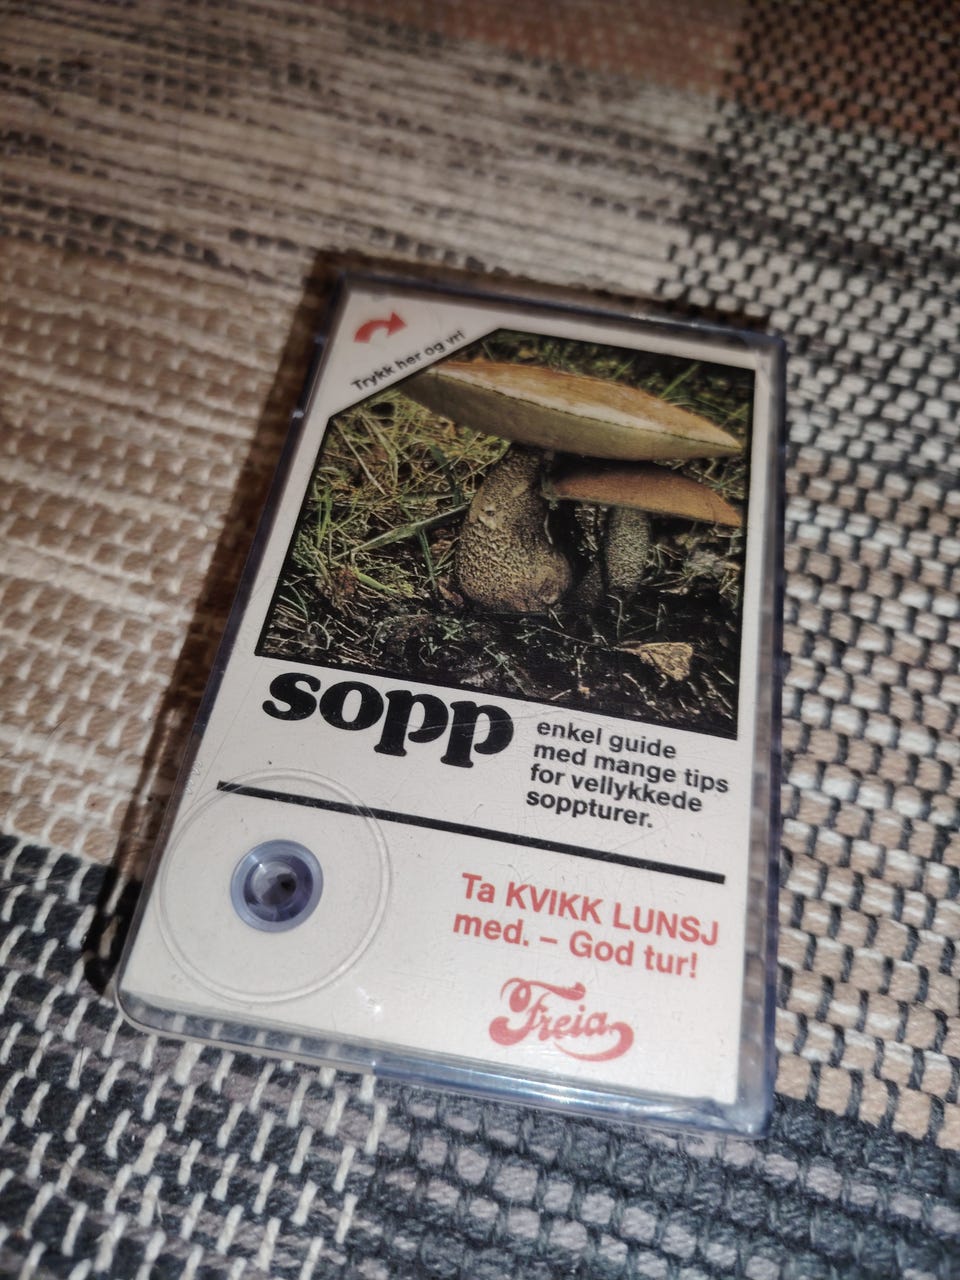 Trykk her og vri
sopp
enkel guide
med mange tips
for vellykkede
soppturer.
Ta KVIKK LUNSJ
med. – God tur!
Freia